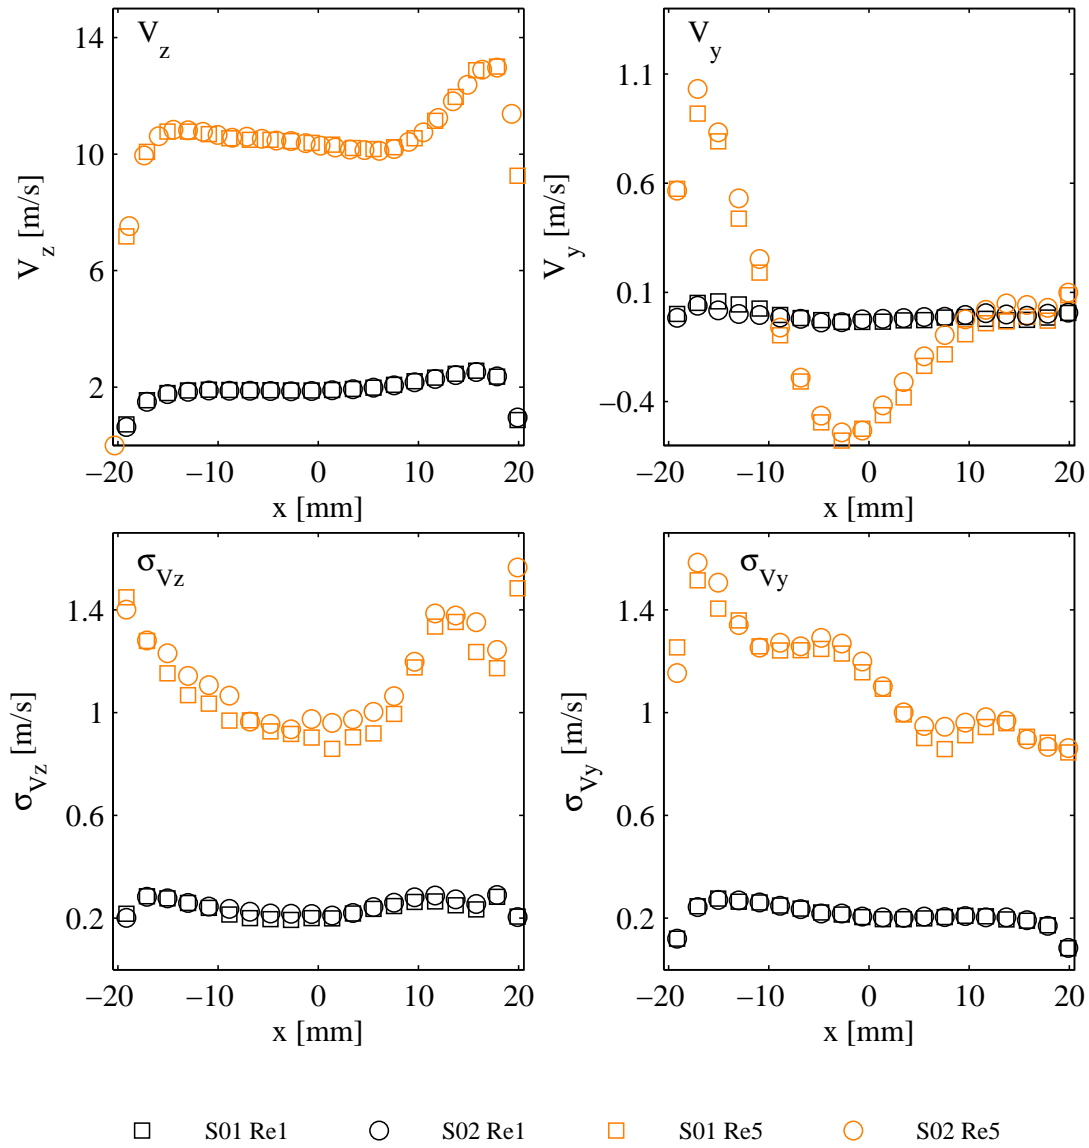 V_z
V_z [m/s]
14
10
6
2
−20 −10 0 10 20
x [mm]
V_y
V_y [m/s]
1.1
0.6
0.1
−0.4
−20 −10 0 10 20
x [mm]
σ_Vz
σ_Vz [m/s]
1.4
1
0.6
0.2
−20 −10 0 10 20
x [mm]
σ_Vy
σ_Vy [m/s]
1.4
1
0.6
0.2
−20 −10 0 10 20
x [mm]
S01 Re1 S02 Re1 S01 Re5 S02 Re5